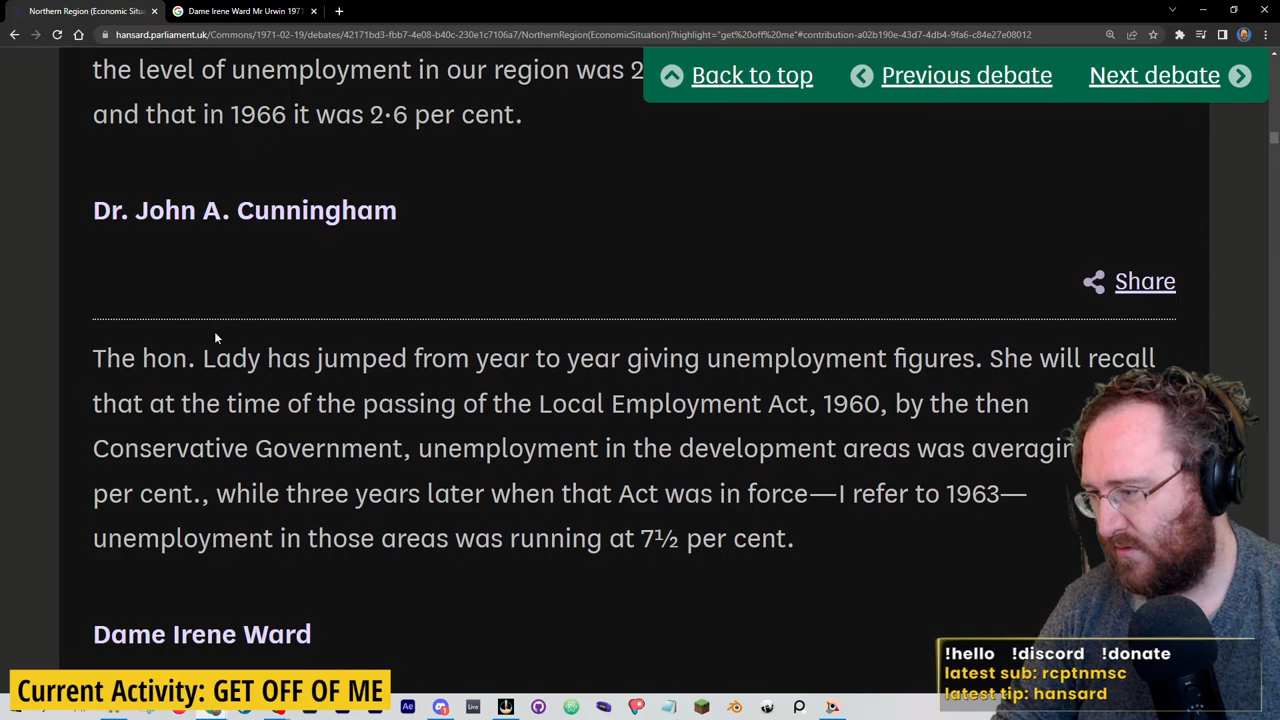 Northern Region (Economic Situ
Dame Irene Ward Mr Urwin 1971
hansard.parliament.uk/Commons/1971-02-19/debates/42171bd3-fbb7-4e08-b40c-230e1c7106a7/NorthernRegion(EconomicSituation)?highlight="get%20off%20me"#contribution-a02b190e-43d7-4db4-9fa6-c84e27e08012
Back to top
Previous debate
Next debate
the level of unemployment in our region was 2
and that in 1966 it was 2·6 per cent.
Dr. John A. Cunningham
Share
The hon. Lady has jumped from year to year giving unemployment figures. She will recall
that at the time of the passing of the Local Employment Act, 1960, by the then
Conservative Government, unemployment in the development areas was averagin
per cent., while three years later when that Act was in force—I refer to 1963—
unemployment in those areas was running at 7½ per cent.
Dame Irene Ward
!hello !discord !donate
latest sub: rcptnmsc
latest tip: hansard
Current Activity: GET OFF OF ME
Ae
Live